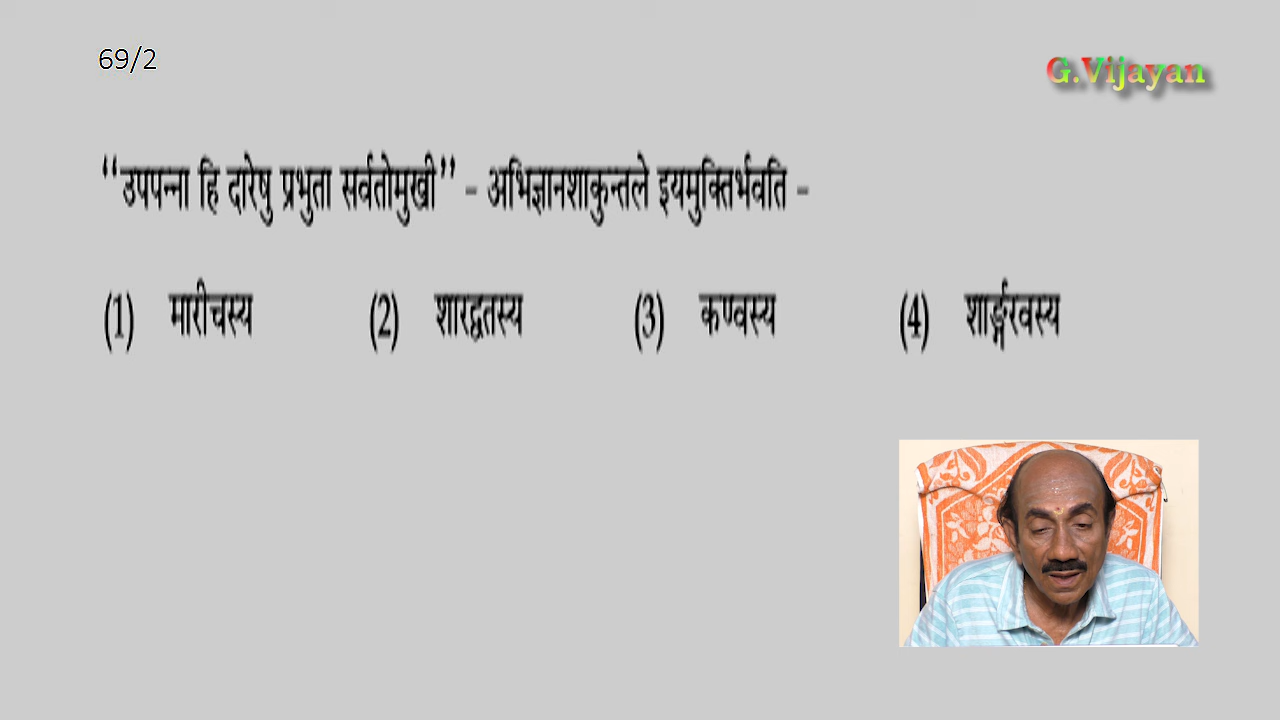 69/2
G.Vijayan
“उपपन्ना हि दारेषु प्रभुता सर्वतोमुखी” - अभिज्ञानशाकुन्तले इयमुक्तिर्भवति -
(1) मारीचस्य (2) शारद्वतस्य (3) कण्वस्य (4) शार्ङ्गरवस्य